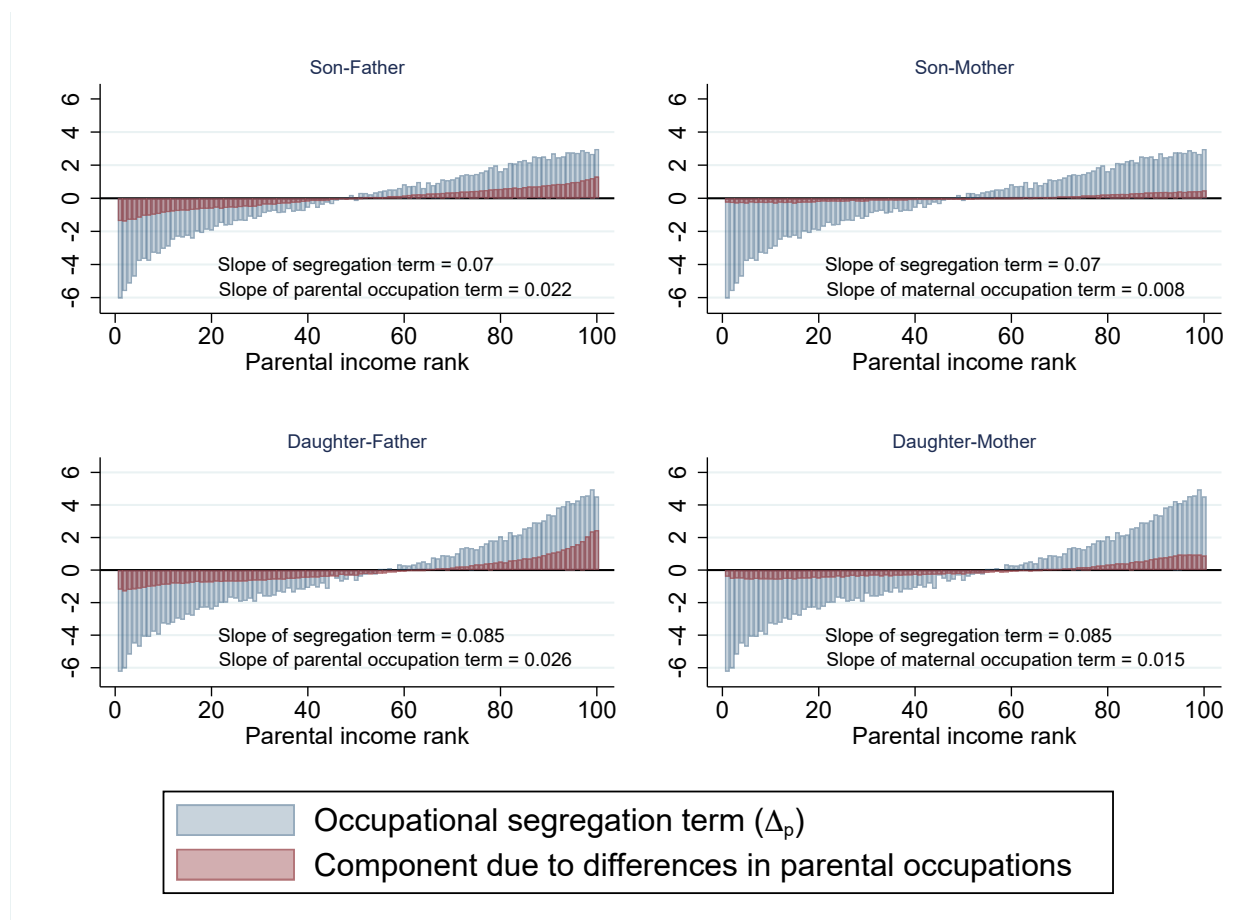 Son-Father
6
4
2
0
-2
-4
-6
Slope of segregation term = 0.07
Slope of parental occupation term = 0.022
0 20 40 60 80 100
Parental income rank
Son-Mother
6
4
2
0
-2
-4
-6
Slope of segregation term = 0.07
Slope of maternal occupation term = 0.008
0 20 40 60 80 100
Parental income rank
Daughter-Father
6
4
2
0
-2
-4
-6
Slope of segregation term = 0.085
Slope of parental occupation term = 0.026
0 20 40 60 80 100
Parental income rank
Daughter-Mother
6
4
2
0
-2
-4
-6
Slope of segregation term = 0.085
Slope of maternal occupation term = 0.015
0 20 40 60 80 100
Parental income rank
Occupational segregation term (Δp)
Component due to differences in parental occupations